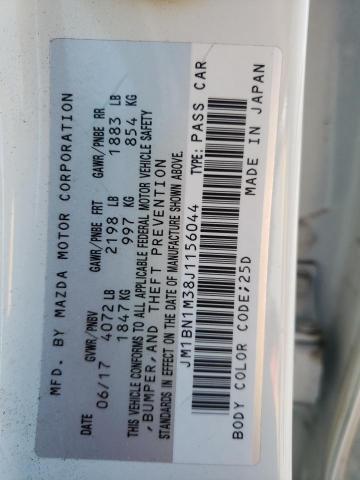 MFD. BY MAZDA MOTOR CORPORATION
DATE GVWR/PNBV GAWR/PNBE FRT GAWR/PNBE RR
06/17 4072 LB 2198 LB 1883 LB
1847 KG 997 KG 854 KG
THIS VEHICLE CONFORMS TO ALL APPLICABLE FEDERAL MOTOR VEHICLE SAFETY
,BUMPER,AND THEFT PREVENTION
STANDARDS IN EFFECT ON THE DATE OF MANUFACTURE SHOWN ABOVE.
JM1BN1M38J1156044 TYPE: PASS CAR
BODY COLOR CODE:25D MADE IN JAPAN